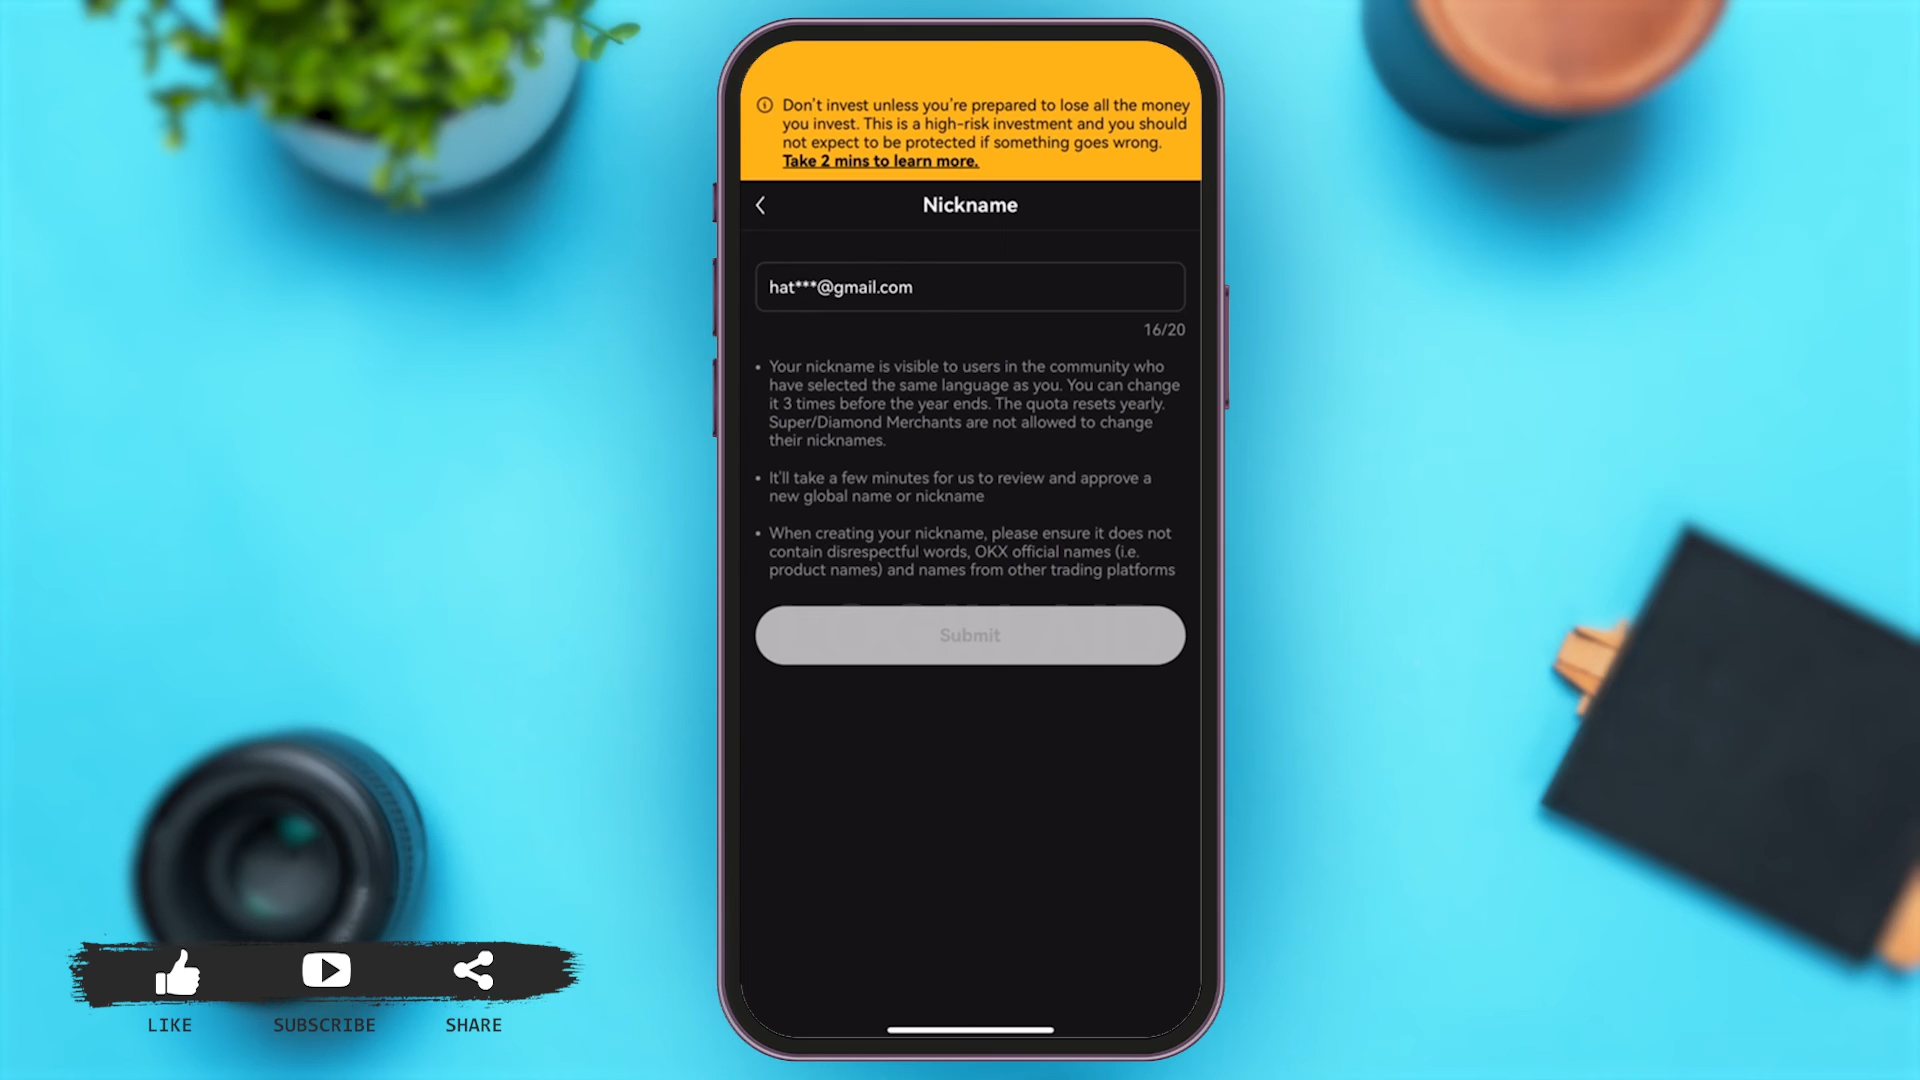 Don't invest unless you're prepared to lose all the money
you invest. This is a high-risk investment and you should
not expect to be protected if something goes wrong.
Take 2 mins to learn more.
Nickname
hat***@gmail.com
16/20
• Your nickname is visible to users in the community who
have selected the same language as you. You can change
it 3 times before the year ends. The quota resets yearly.
Super/Diamond Merchants are not allowed to change
their nicknames.
• It'll take a few minutes for us to review and approve a
new global name or nickname
• When creating your nickname, please ensure it does not
contain disrespectful words, OKX official names (i.e.
product names) and names from other trading platforms
Submit
LIKE
SUBSCRIBE
SHARE